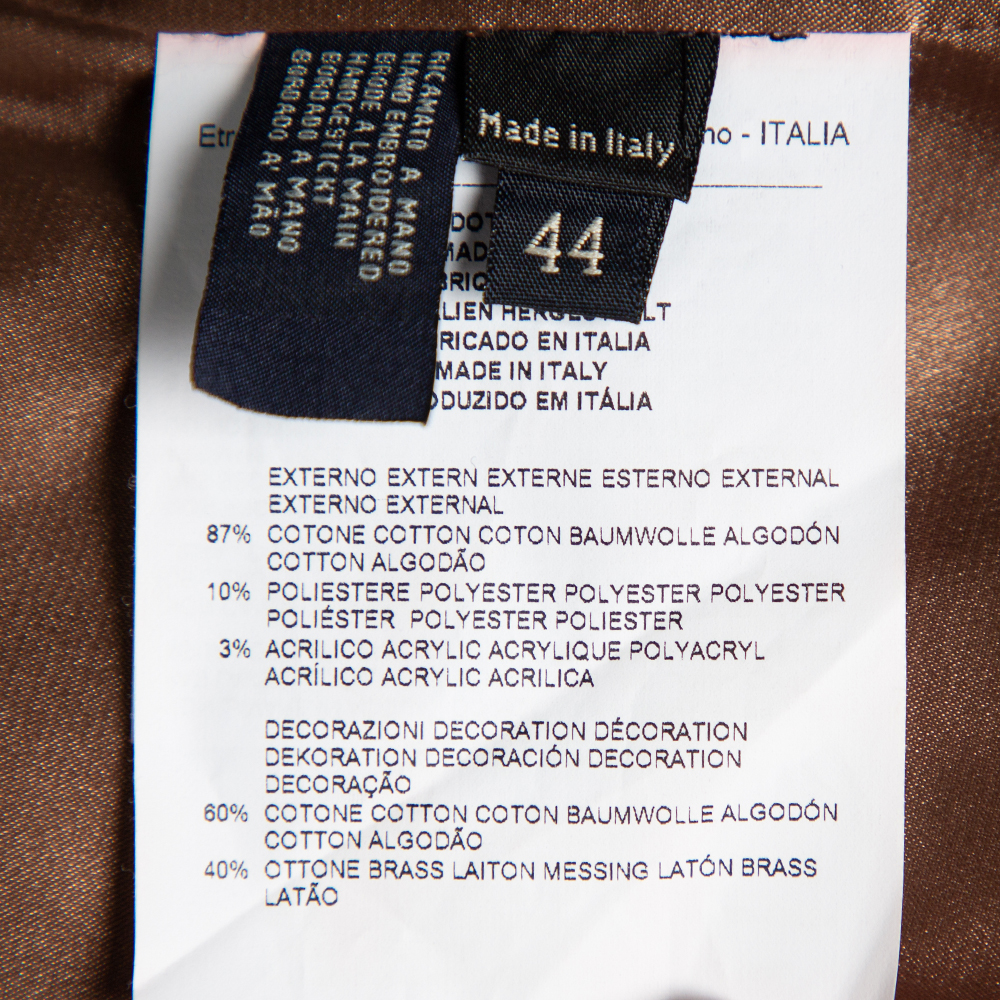 RICAMATO A MANO
HAND EMBROIDERED
BRODE A LA MAIN
HANDGESTICKT
BORDADO A MANO
BORDADO A' MÃO
Made in Italy
44
- ITALIA
ITALIEN
EN ITALIA
MADE IN ITALY
EM ITÁLIA
EXTERNO EXTERN EXTERNE ESTERNO EXTERNAL
EXTERNO EXTERNAL
87% COTONE COTTON COTON BAUMWOLLE ALGODÓN
COTTON ALGODÃO
10% POLIESTERE POLYESTER POLYESTER POLYESTER
POLIÉSTER POLYESTER POLIESTER
3% ACRILICO ACRYLIC ACRYLIQUE POLYACRYL
ACRÍLICO ACRYLIC ACRILICA
DECORAZIONI DECORATION DÉCORATION
DEKORATION DECORACIÓN DECORATION
DECORAÇÃO
60% COTONE COTTON COTON BAUMWOLLE ALGODÓN
COTTON ALGODÃO
40% OTTONE BRASS LAITON MESSING LATÓN BRASS
LATÃO